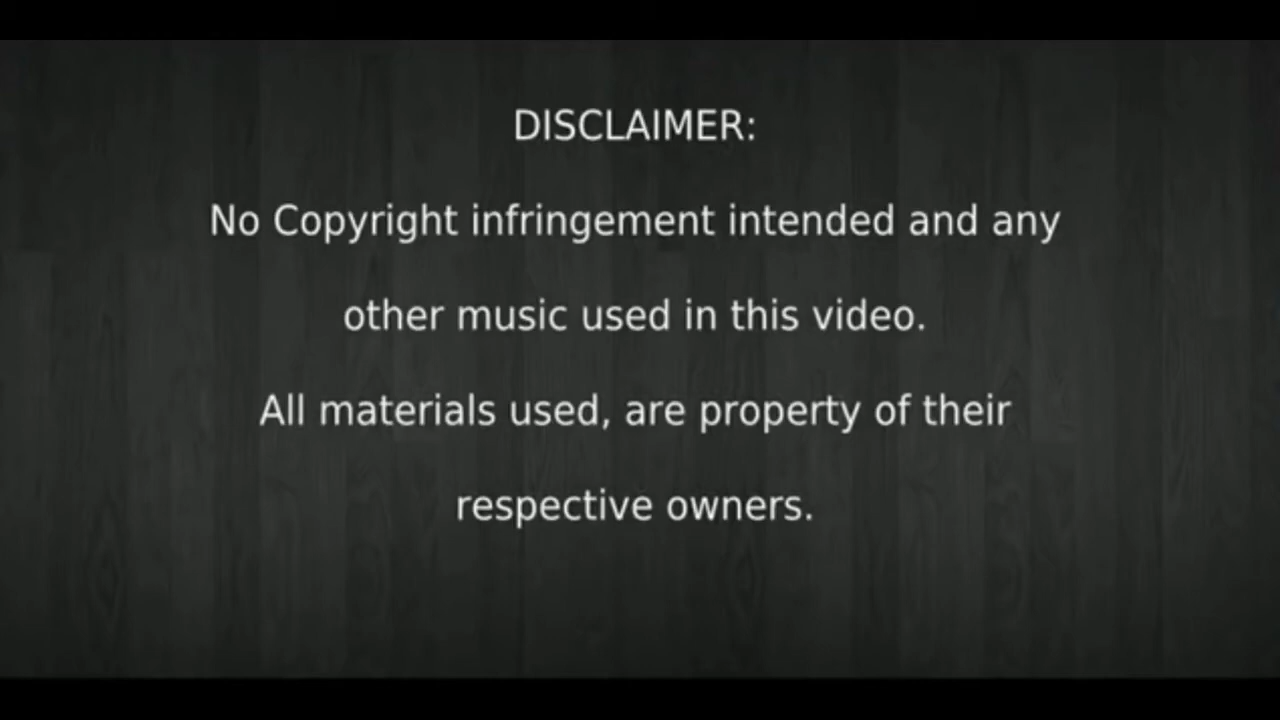 DISCLAIMER:
No Copyright infringement intended and any
other music used in this video.
All materials used, are property of their
respective owners.